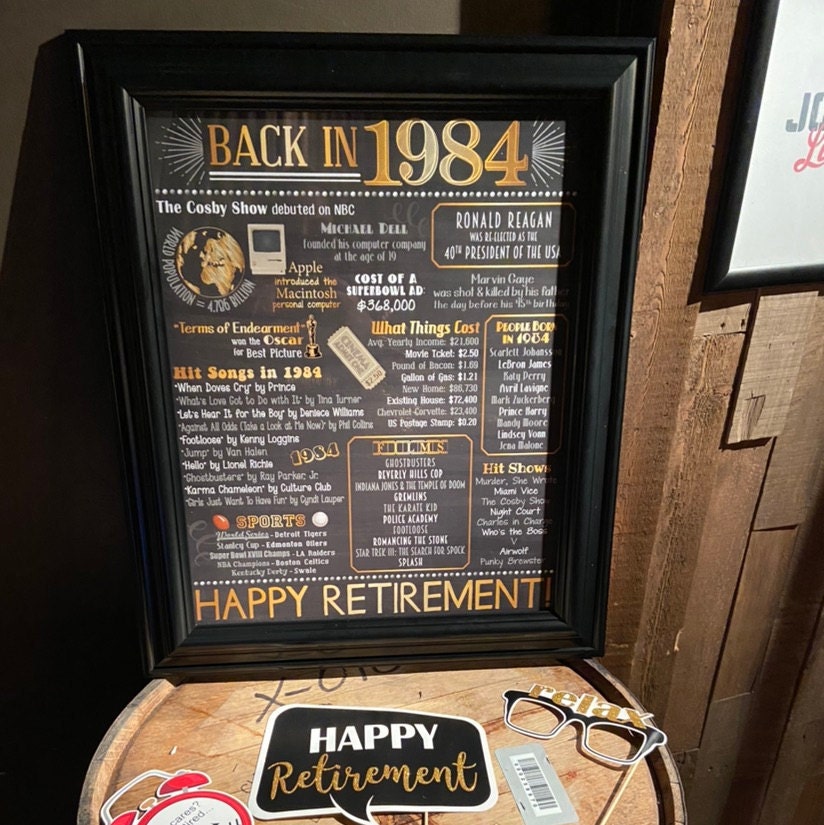 BACK IN 1984
The Cosby Show debuted on NBC
MICHAEL DELL
founded his computer company
at the age of 19
RONALD REAGAN
WAS RE-ELECTED AS THE
40TH PRESIDENT OF THE USA
WORLD POPULATION = 4.706 BILLION
Apple
introduced the
Macintosh
personal computer
COST OF A
SUPERBOWL AD:
$368,000
Marvin Gaye
was shot & killed by his father
the day before his 45th birth
"Terms of Endearment"
won the Oscar
for Best Picture
What Things Cost
Avg. Yearly Income: $21,600
Movie Ticket: $2.50
Pound of Bacon: $1.69
Gallon of Gas: $1.21
New Home: $86,730
Existing House: $72,400
Chevrolet Corvette: $23,400
US Postage Stamp: $0.20
PEOPLE BORN
IN 1984
Scarlett Johansson
LeBron James
Katy Perry
Avril Lavigne
Mark Zuckerberg
Prince Harry
Mandy Moore
Lindsey Vonn
Jena Malone
Hit Songs in 1984
"When Doves Cry" by Prince
"What's Love Got to Do with It" by Tina Turner
"Let's Hear It for the Boy" by Deniece Williams
"Against All Odds (Take a Look at Me Now)" by Phil Collins
"Footloose" by Kenny Loggins
"Jump" by Van Halen
"Hello" by Lionel Richie
"Ghostbusters" by Ray Parker, Jr.
"Karma Chameleon" by Culture Club
"Girls Just Want To Have Fun" by Cyndi Lauper
1984
FILMS
GHOSTBUSTERS
BEVERLY HILLS COP
INDIANA JONES & THE TEMPLE OF DOOM
GREMLINS
THE KARATE KID
POLICE ACADEMY
FOOTLOOSE
ROMANCING THE STONE
STAR TREK III: THE SEARCH FOR SPOCK
SPLASH
Hit Shows
Murder, She Wrote
Miami Vice
The Cosby Show
Night Court
Charles in Charge
Who's the Boss
V
Airwolf
Punky Brewster
SPORTS
World Series - Detroit Tigers
Stanley Cup - Edmonton Oilers
Super Bowl XVIII Champs - LA Raiders
NBA Champions - Boston Celtics
Kentucky Derby - Swale
HAPPY RETIREMENT!
JO
X-016
relax
HAPPY
Retirement
cares?